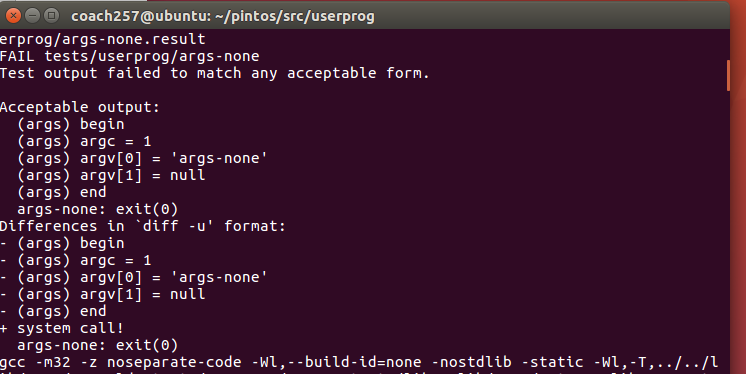 coach257@ubuntu: ~/pintos/src/userprog
erprog/args-none.result
FAIL tests/userprog/args-none
Test output failed to match any acceptable form.
Acceptable output:
(args) begin
(args) argc = 1
(args) argv[0] = 'args-none'
(args) argv[1] = null
(args) end
args-none: exit(0)
Differences in `diff -u' format:
- (args) begin
- (args) argc = 1
- (args) argv[0] = 'args-none'
- (args) argv[1] = null
- (args) end
+ system call!
args-none: exit(0)
gcc -m32 -z noseparate-code -Wl,--build-id=none -nostdlib -static -Wl,-T,../../l